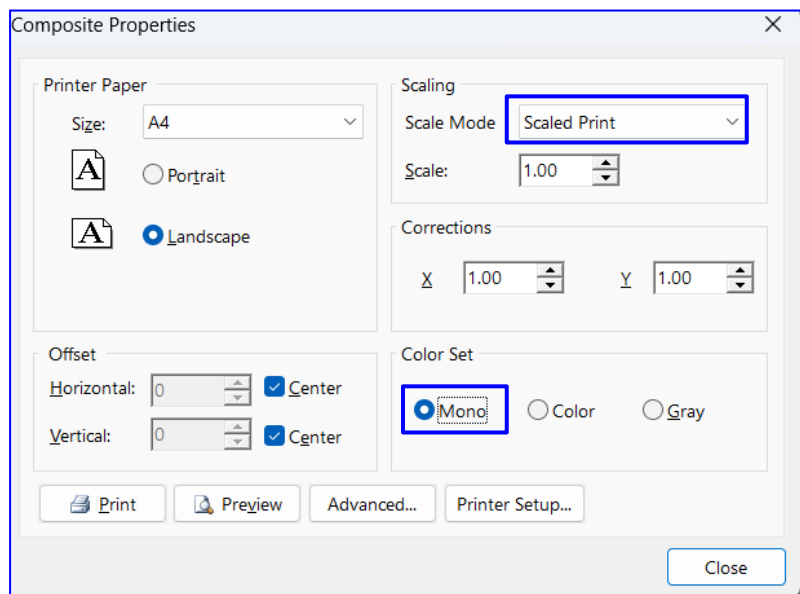 Composite Properties
Printer Paper
Size: A4
A Portrait
A Landscape
Scaling
Scale Mode Scaled Print
Scale: 1.00
Corrections
X 1.00 Y 1.00
Offset
Horizontal: 0 Center
Vertical: 0 Center
Color Set
Mono Color Gray
Print Preview Advanced... Printer Setup...
Close